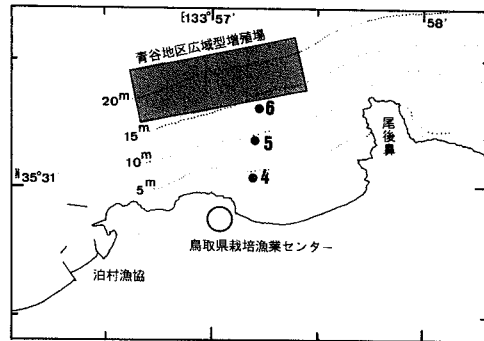 E133°57' 58'
青谷地区広域型増殖場
20m
6
15m
5
10m
尾後鼻
5m
4
N35°31
鳥取県栽培漁業センター
泊村漁協